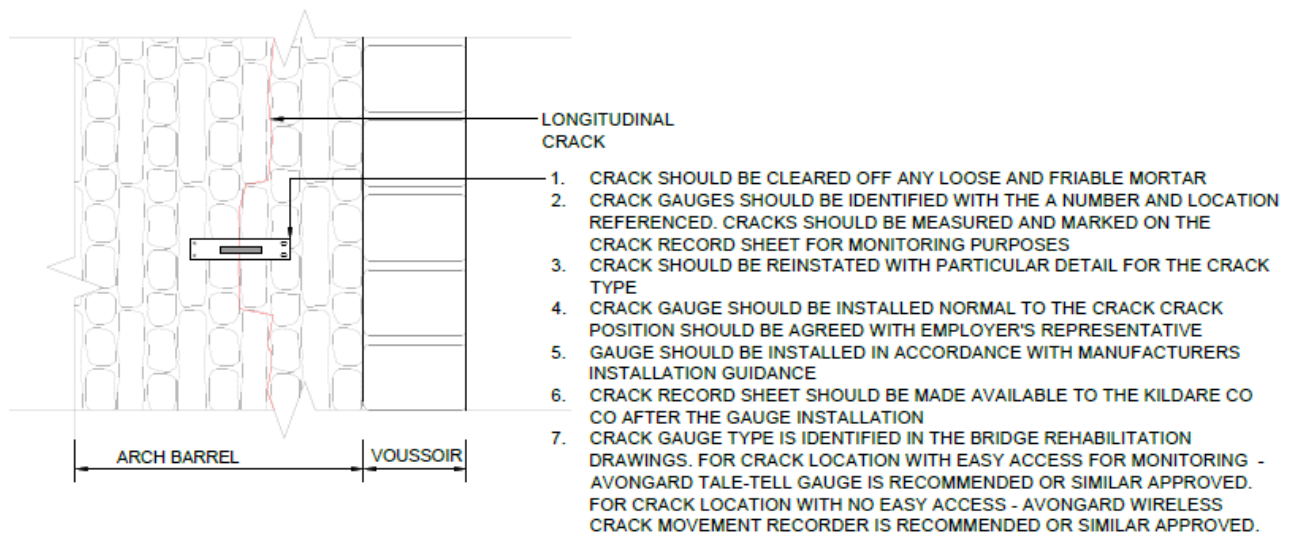 LONGITUDINAL
CRACK
1. CRACK SHOULD BE CLEARED OFF ANY LOOSE AND FRIABLE MORTAR
2. CRACK GAUGES SHOULD BE IDENTIFIED WITH THE A NUMBER AND LOCATION
REFERENCED. CRACKS SHOULD BE MEASURED AND MARKED ON THE
CRACK RECORD SHEET FOR MONITORING PURPOSES
3. CRACK SHOULD BE REINSTATED WITH PARTICULAR DETAIL FOR THE CRACK
TYPE
4. CRACK GAUGE SHOULD BE INSTALLED NORMAL TO THE CRACK CRACK
POSITION SHOULD BE AGREED WITH EMPLOYER'S REPRESENTATIVE
5. GAUGE SHOULD BE INSTALLED IN ACCORDANCE WITH MANUFACTURERS
INSTALLATION GUIDANCE
6. CRACK RECORD SHEET SHOULD BE MADE AVAILABLE TO THE KILDARE CO
CO AFTER THE GAUGE INSTALLATION
7. CRACK GAUGE TYPE IS IDENTIFIED IN THE BRIDGE REHABILITATION
DRAWINGS. FOR CRACK LOCATION WITH EASY ACCESS FOR MONITORING -
AVONGARD TALE-TELL GAUGE IS RECOMMENDED OR SIMILAR APPROVED.
FOR CRACK LOCATION WITH NO EASY ACCESS - AVONGARD WIRELESS
CRACK MOVEMENT RECORDER IS RECOMMENDED OR SIMILAR APPROVED.
ARCH BARREL
VOUSSOIR